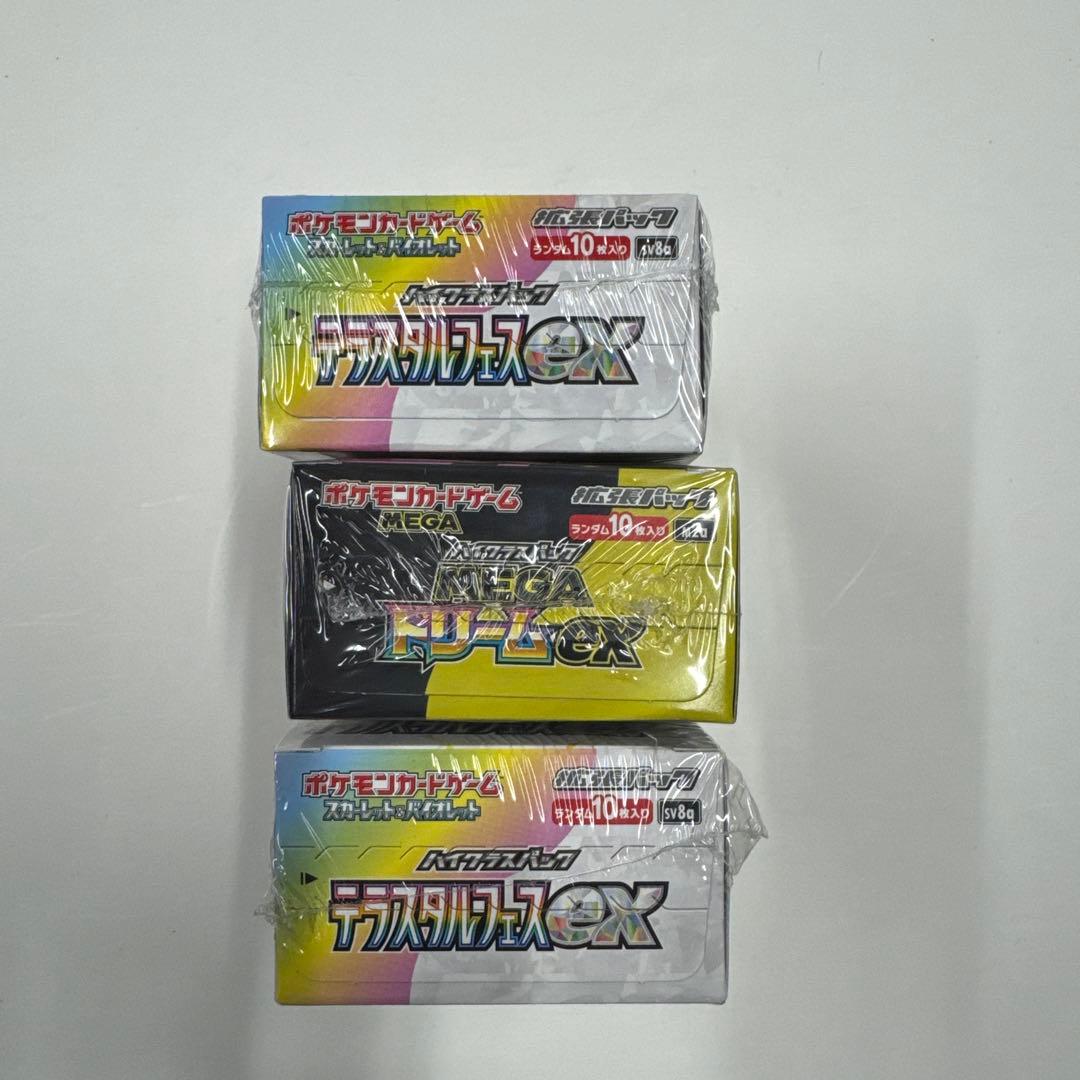 ポケモンカードゲーム
スカーレット&バイオレット
拡張パック
ランダム10枚入り SV8a
ハイクラスパック
テラスタルフェスex
ポケモンカードゲーム
MEGA
拡張パック
ランダム10枚入り M2a
ハイクラスパック
MEGA
ドリームex
ポケモンカードゲーム
スカーレット&バイオレット
拡張パック
ランダム10枚入り SV8a
ハイクラスパック
テラスタルフェスex